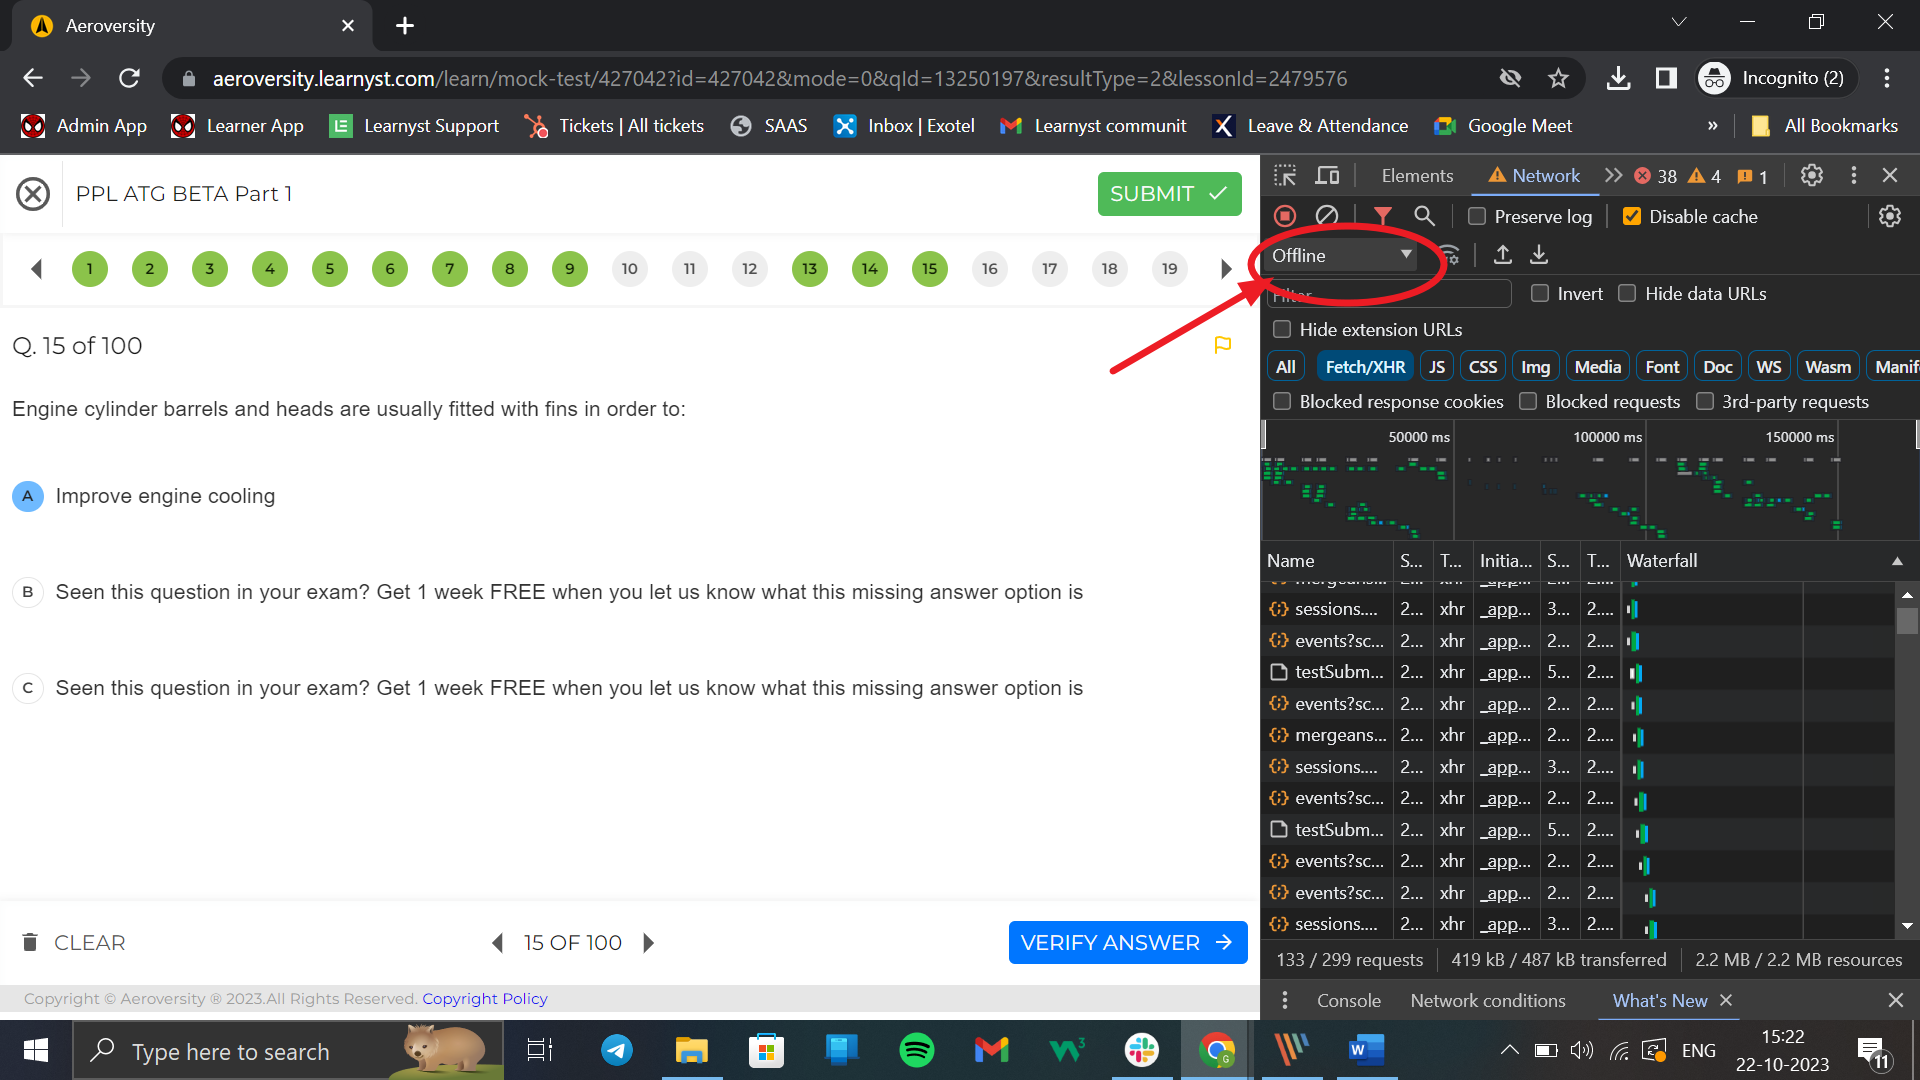 Aeroversity
aeroversity.learnyst.com/learn/mock-test/427042?id=427042&mode=0&qId=13250197&resultType=2&lessonId=2479576
Incognito (2)
Admin App
Learner App
Learnyst Support
Tickets | All tickets
SAAS
Inbox | Exotel
Learnyst communit
Leave & Attendance
Google Meet
»
All Bookmarks
PPL ATG BETA Part 1
SUBMIT
1 2 3 4 5 6 7 8 9 10 11 12 13 14 15 16 17 18 19
Q. 15 of 100
Engine cylinder barrels and heads are usually fitted with fins in order to:
A Improve engine cooling
B Seen this question in your exam? Get 1 week FREE when you let us know what this missing answer option is
C Seen this question in your exam? Get 1 week FREE when you let us know what this missing answer option is
CLEAR
15 OF 100
VERIFY ANSWER
Copyright © Aeroversity ® 2023.All Rights Reserved. Copyright Policy
Elements
Network
38
4
1
Preserve log
Disable cache
Offline
Filter
Invert
Hide data URLs
Hide extension URLs
All Fetch/XHR JS CSS Img Media Font Doc WS Wasm Manif
Blocked response cookies
Blocked requests
3rd-party requests
50000 ms 100000 ms 150000 ms
Name S... T... Initia... S... T... Waterfall
sessions.... 2... xhr _app... 3... 2....
events?sc... 2... xhr _app... 2... 2....
testSubm... 2... xhr _app... 5... 2....
events?sc... 2... xhr _app... 2... 2....
mergeans... 2... xhr _app... 2... 2....
sessions.... 2... xhr _app... 3... 2....
events?sc... 2... xhr _app... 2... 2....
testSubm... 2... xhr _app... 5... 2....
events?sc... 2... xhr _app... 2... 2....
events?sc... 2... xhr _app... 2... 2....
sessions.... 2... xhr _app... 3... 2....
133 / 299 requests
419 kB / 487 kB transferred
2.2 MB / 2.2 MB resources
Console
Network conditions
What's New
Type here to search
ENG
15:22
22-10-2023
11